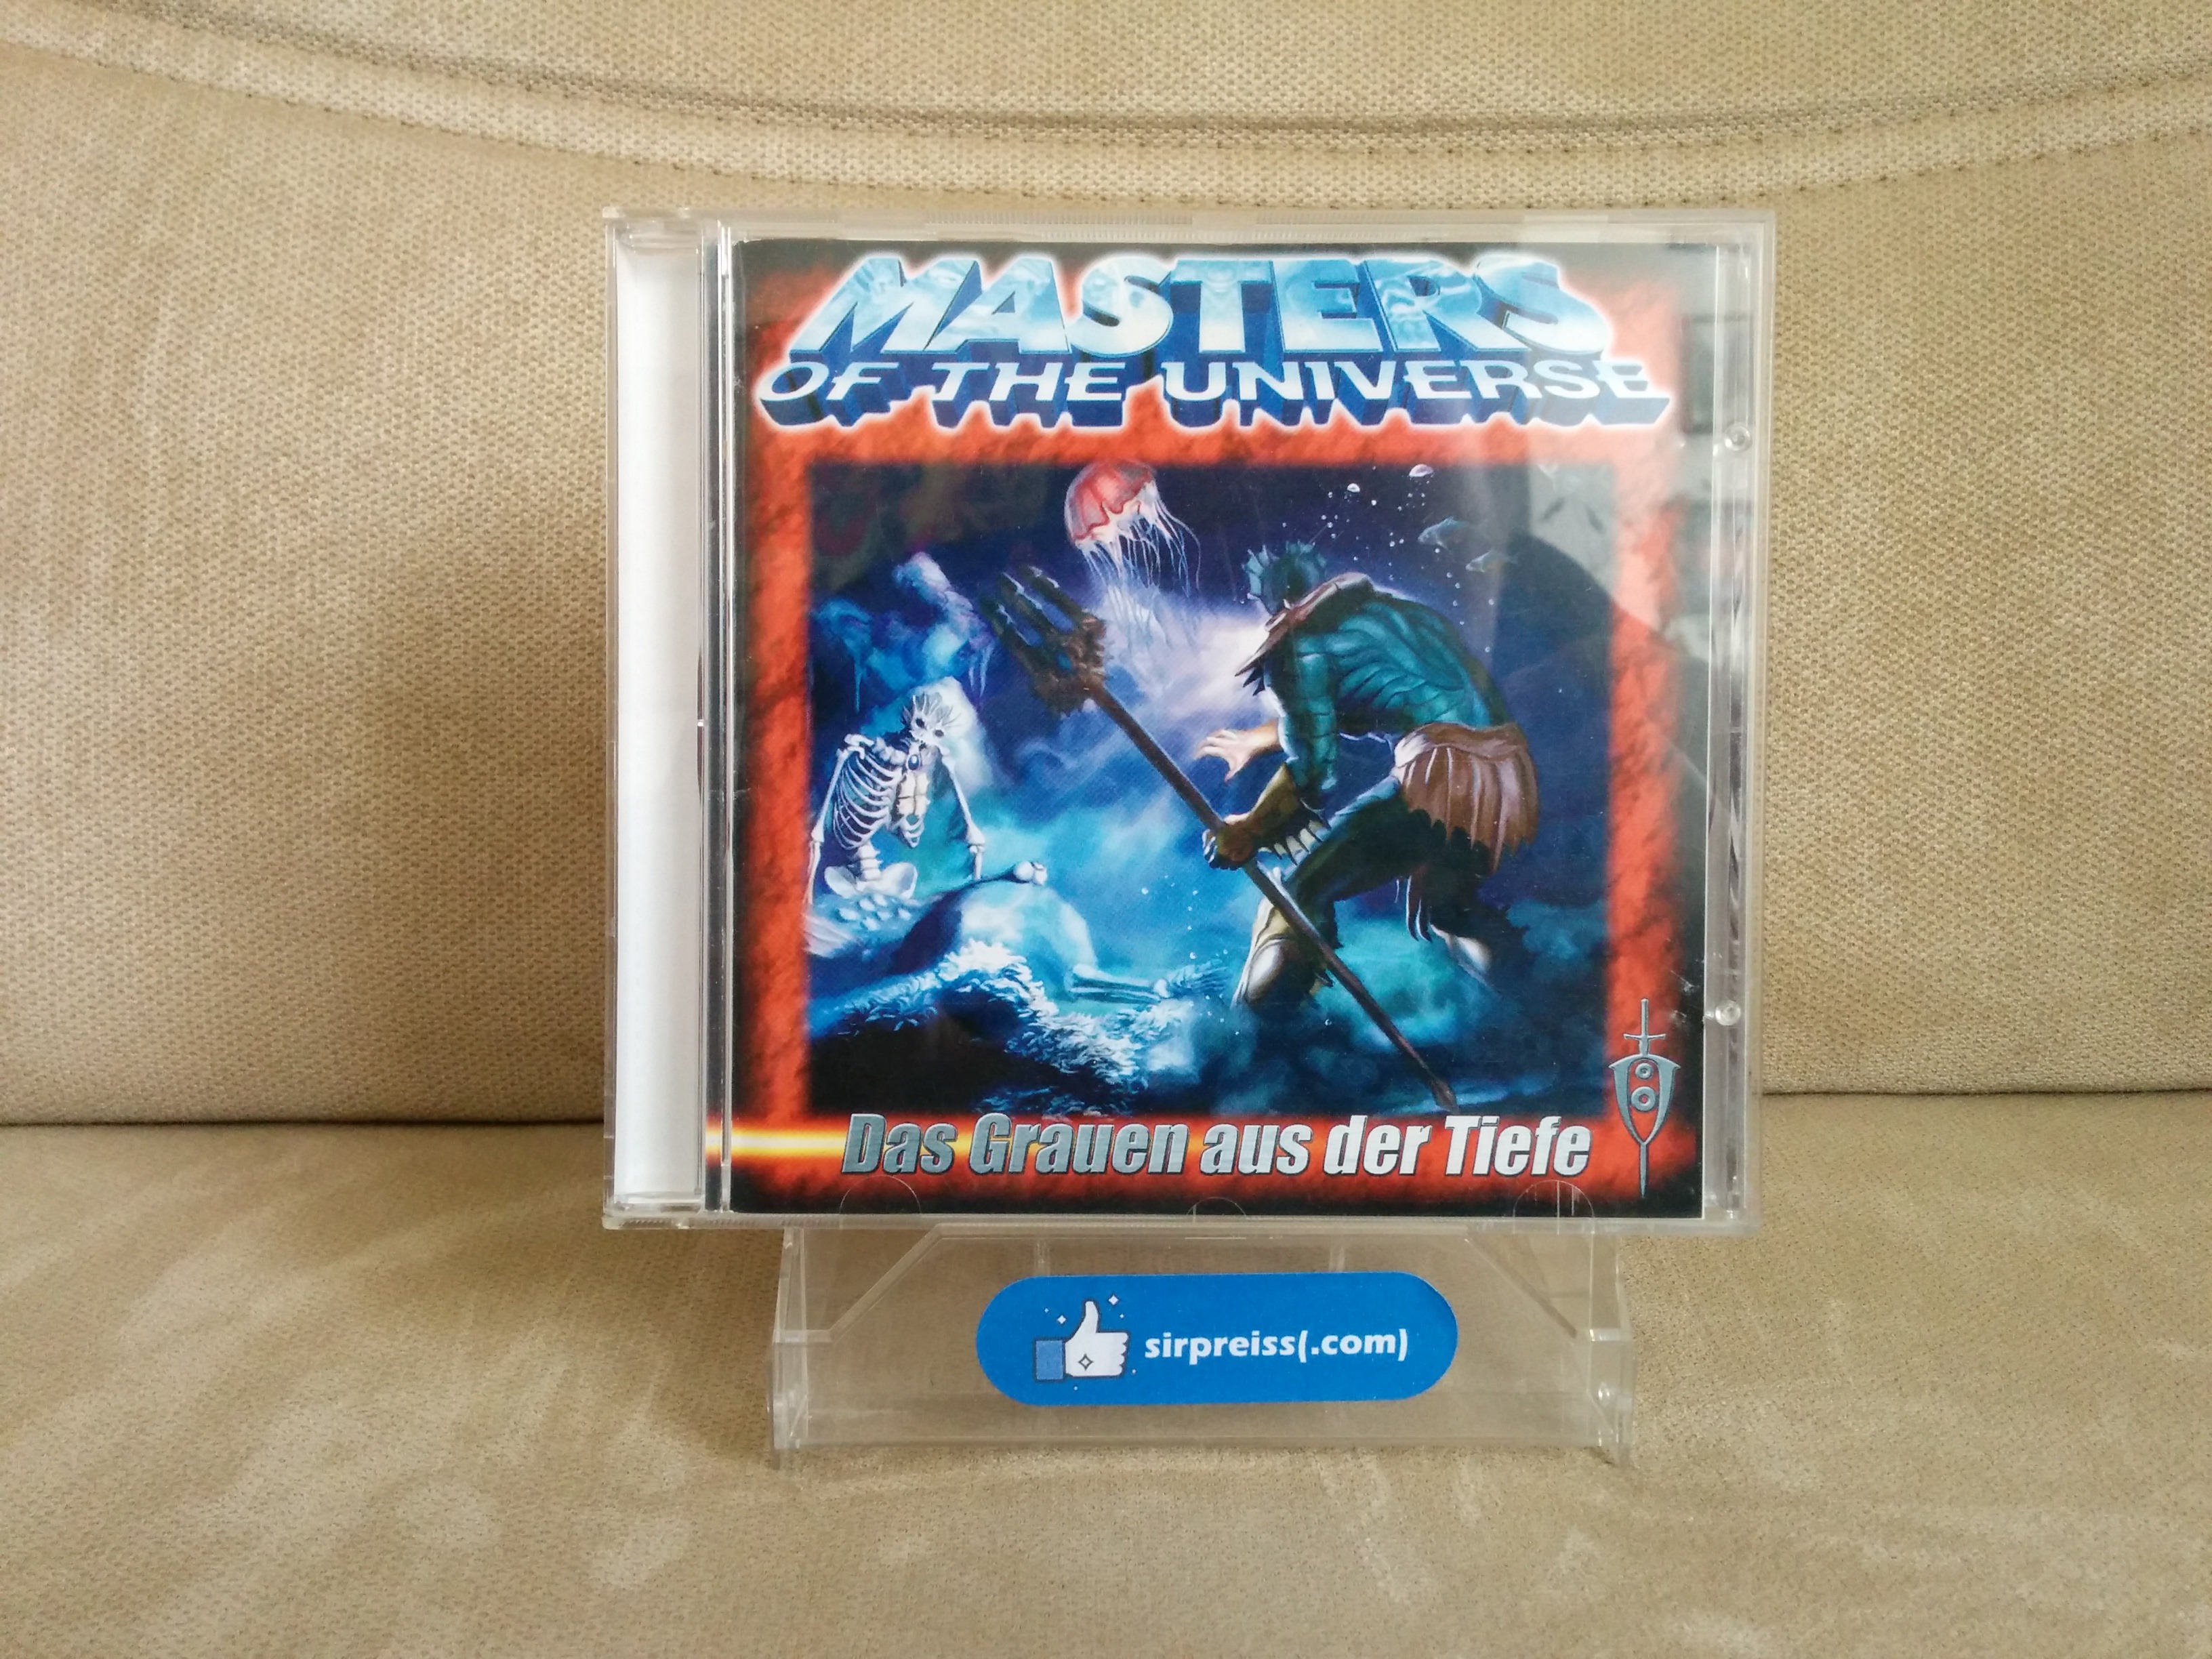 MASTERS
OF THE UNIVERSE
Das Grauen aus der Tiefe
sirpreiss(.com)